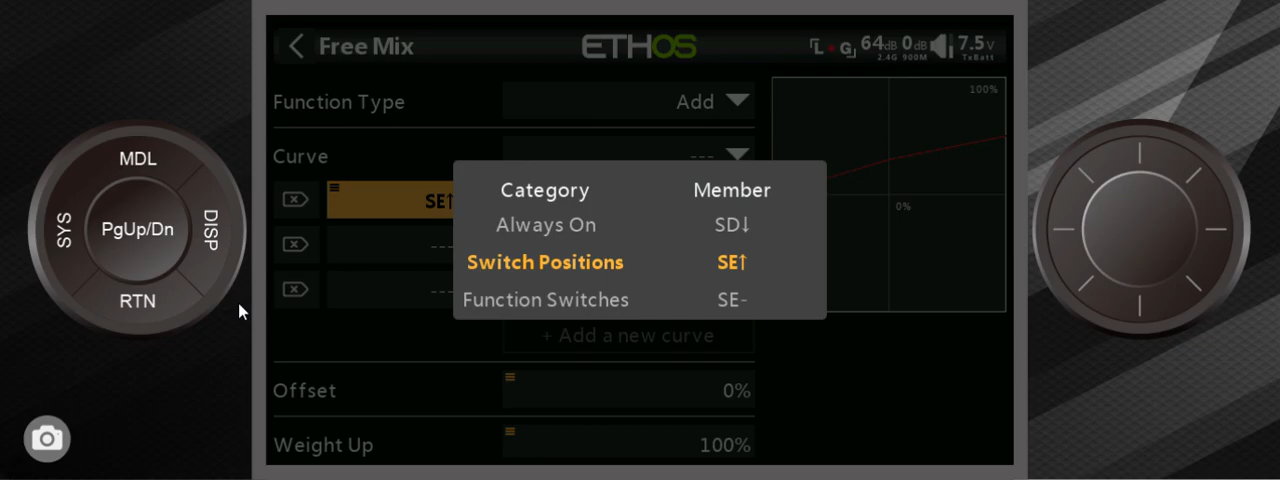 Free Mix
ETHOS
L G 64dB 0dB 7.5V
2.4G 900M TxBatt
Function Type Add
100%
Curve ---
MDL
SYS PgUp/Dn DISP
RTN
SE↑
---
---
Category Member
Always On SD↓
Switch Positions SE↑
Function Switches SE-
0%
+ Add a new curve
Offset 0%
Weight Up 100%